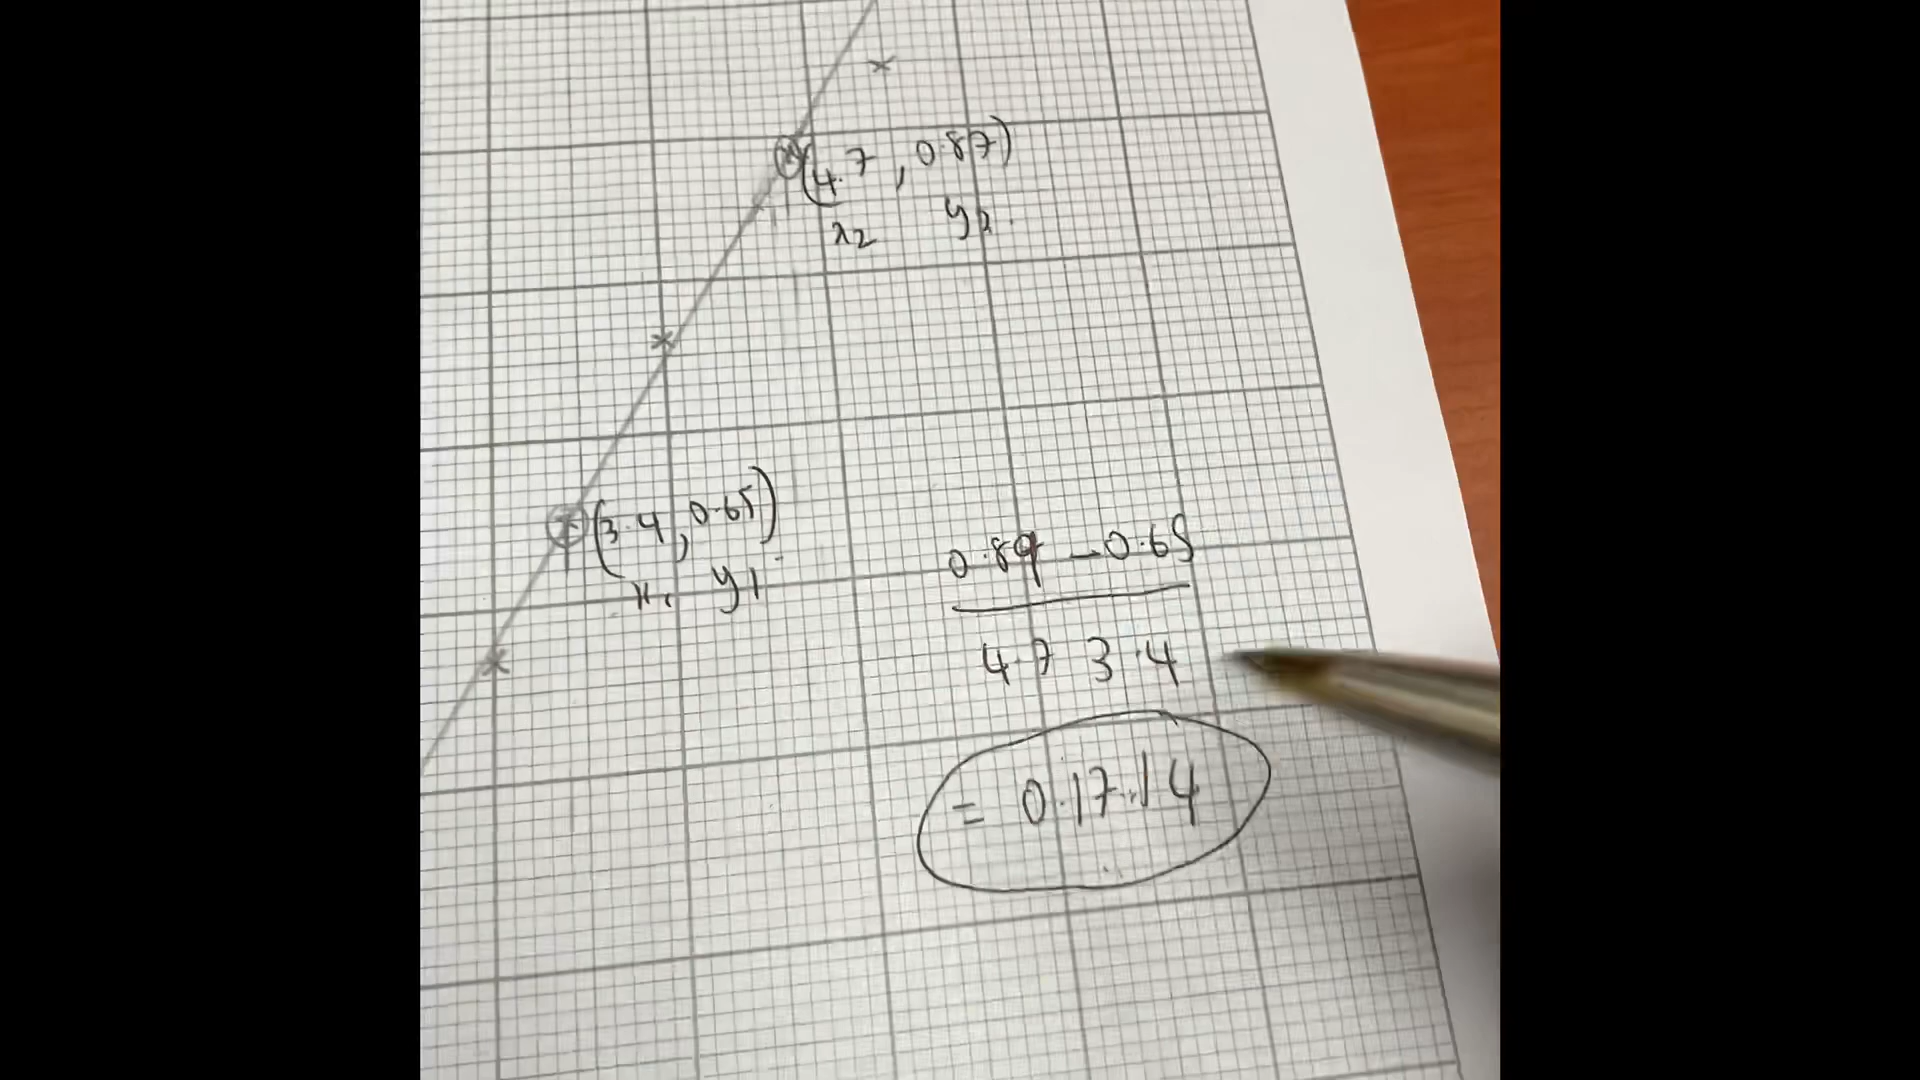 (4.7, 0.87)
x2 y2.
(3.4, 0.65)
x1 y1
0.89 - 0.65
4.7 3.4
= 0.1714